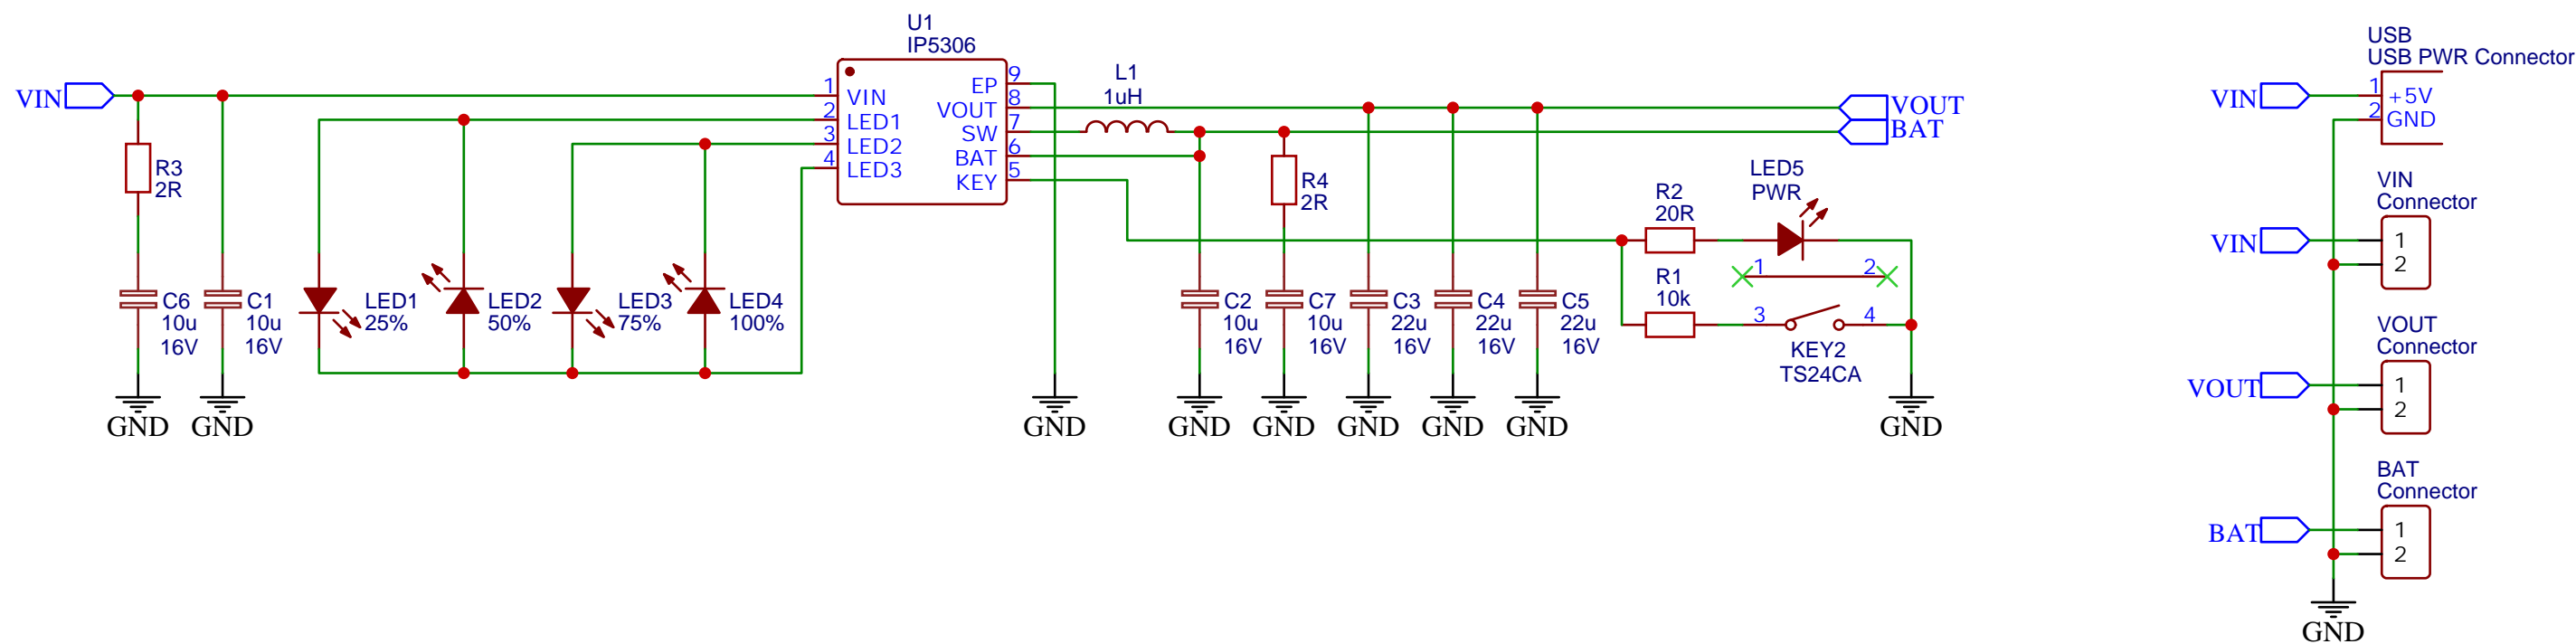 VIN
R3
2R
C6
10u
16V
GND
C1
10u
16V
GND
LED1
25%
LED2
50%
LED3
75%
LED4
100%
U1
IP5306
1
2
3
4
VIN
LED1
LED2
LED3
EP
VOUT
SW
BAT
KEY
9
8
7
6
5
L1
1uH
GND
C2
10u
16V
GND
R4
2R
C7
10u
16V
GND
C3
22u
16V
GND
C4
22u
16V
GND
C5
22u
16V
GND
VOUT
BAT
R2
20R
LED5
PWR
R1
10k
1 2
3 4
KEY2
TS24CA
GND
USB
USB PWR Connector
VIN
1 +5V
2 GND
VIN
Connector
VIN
1
2
VOUT
Connector
VOUT
1
2
BAT
Connector
BAT
1
2
GND